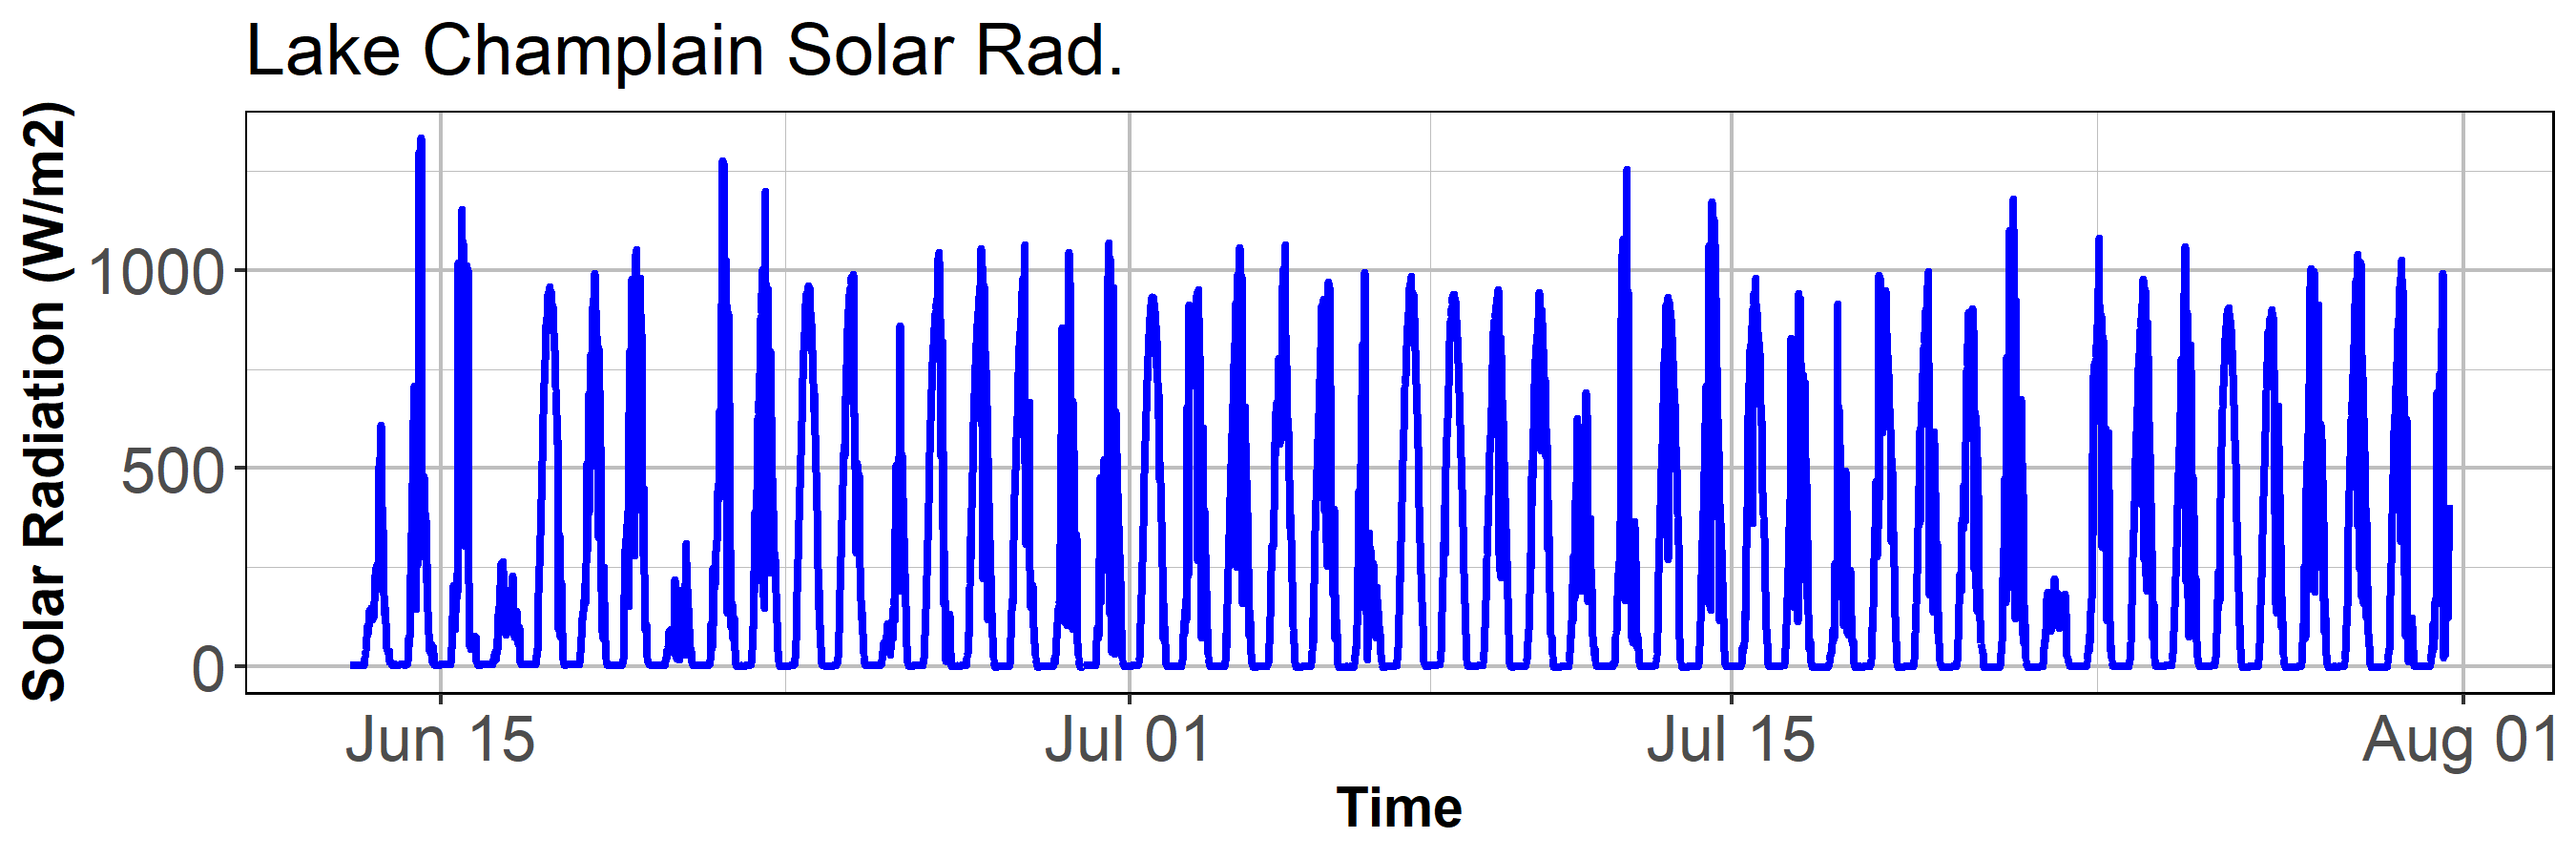 Lake Champlain Solar Rad.
Solar Radiation (W/m2)
1000
500
0
Jun 15
Jul 01
Jul 15
Aug 01
Time